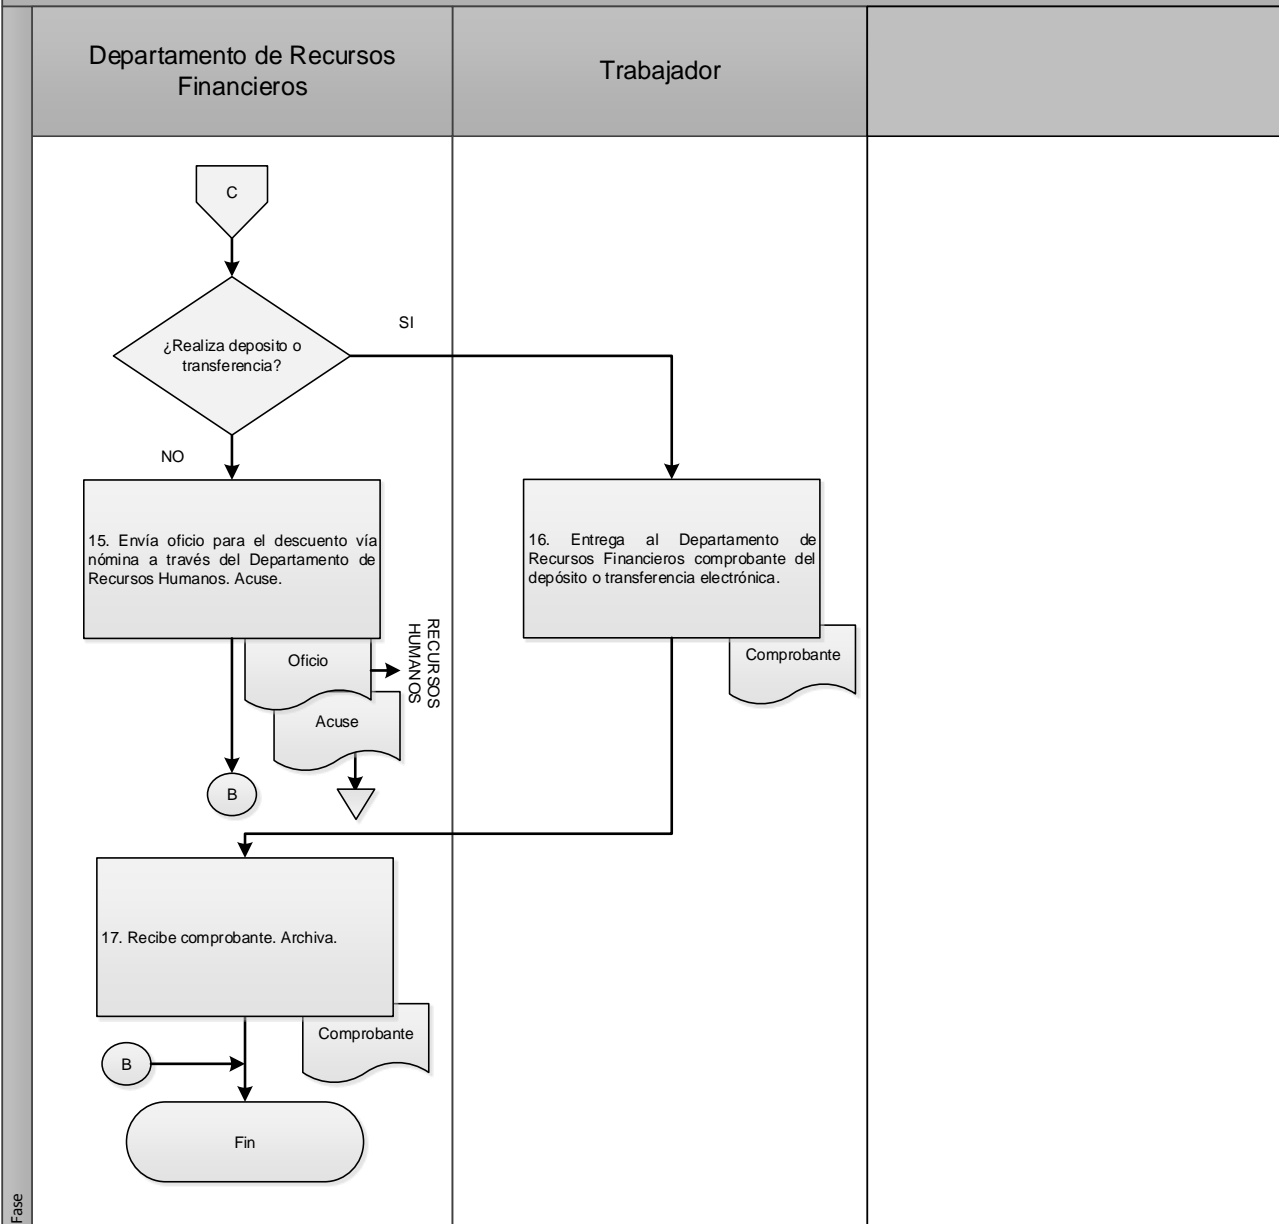 Departamento de Recursos
Financieros
Trabajador
C
¿Realiza deposito o
transferencia?
SI
NO
15. Envía oficio para el descuento vía
nómina a través del Departamento de
Recursos Humanos. Acuse.
16. Entrega al Departamento de
Recursos Financieros comprobante del
depósito o transferencia electrónica.
Oficio
RECURSOS
HUMANOS
Comprobante
Acuse
B
17. Recibe comprobante. Archiva.
Comprobante
B
Fin
Fase